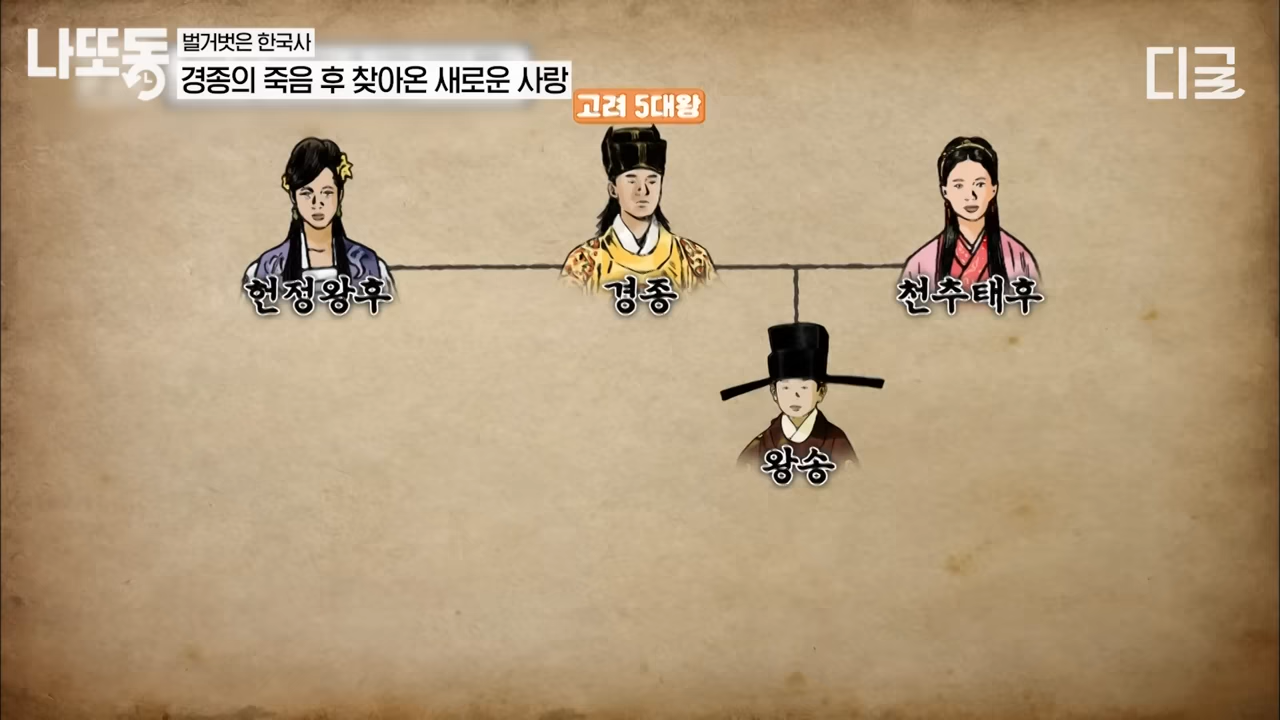 나또동
벌거벗은 한국사
경종의 죽음 후 찾아온 새로운 사랑
디글
고려 5대왕
헌정왕후
경종
천추태후
왕송